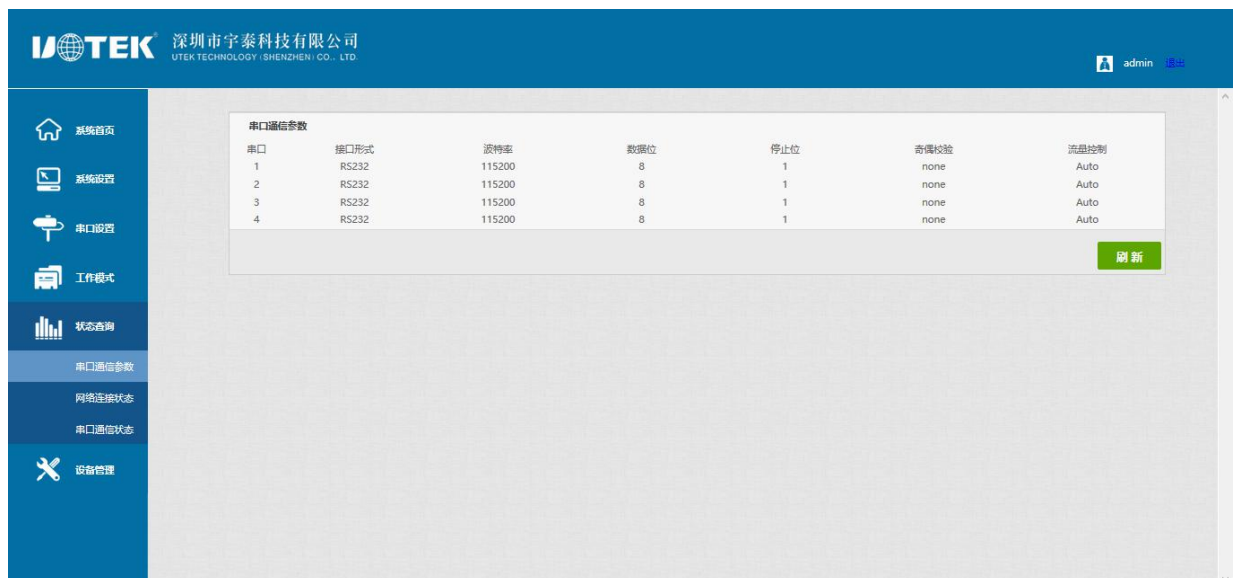 UTEK®
深圳市宇泰科技有限公司
UTEK TECHNOLOGY (SHENZHEN) CO., LTD.
admin 退出
系统首页
系统设置
串口设置
工作模式
状态查询
串口通信参数
网络连接状态
串口通信状态
设备管理
串口通信参数
串口 接口形式 波特率 数据位 停止位 奇偶校验 流量控制
1 RS232 115200 8 1 none Auto
2 RS232 115200 8 1 none Auto
3 RS232 115200 8 1 none Auto
4 RS232 115200 8 1 none Auto
刷新